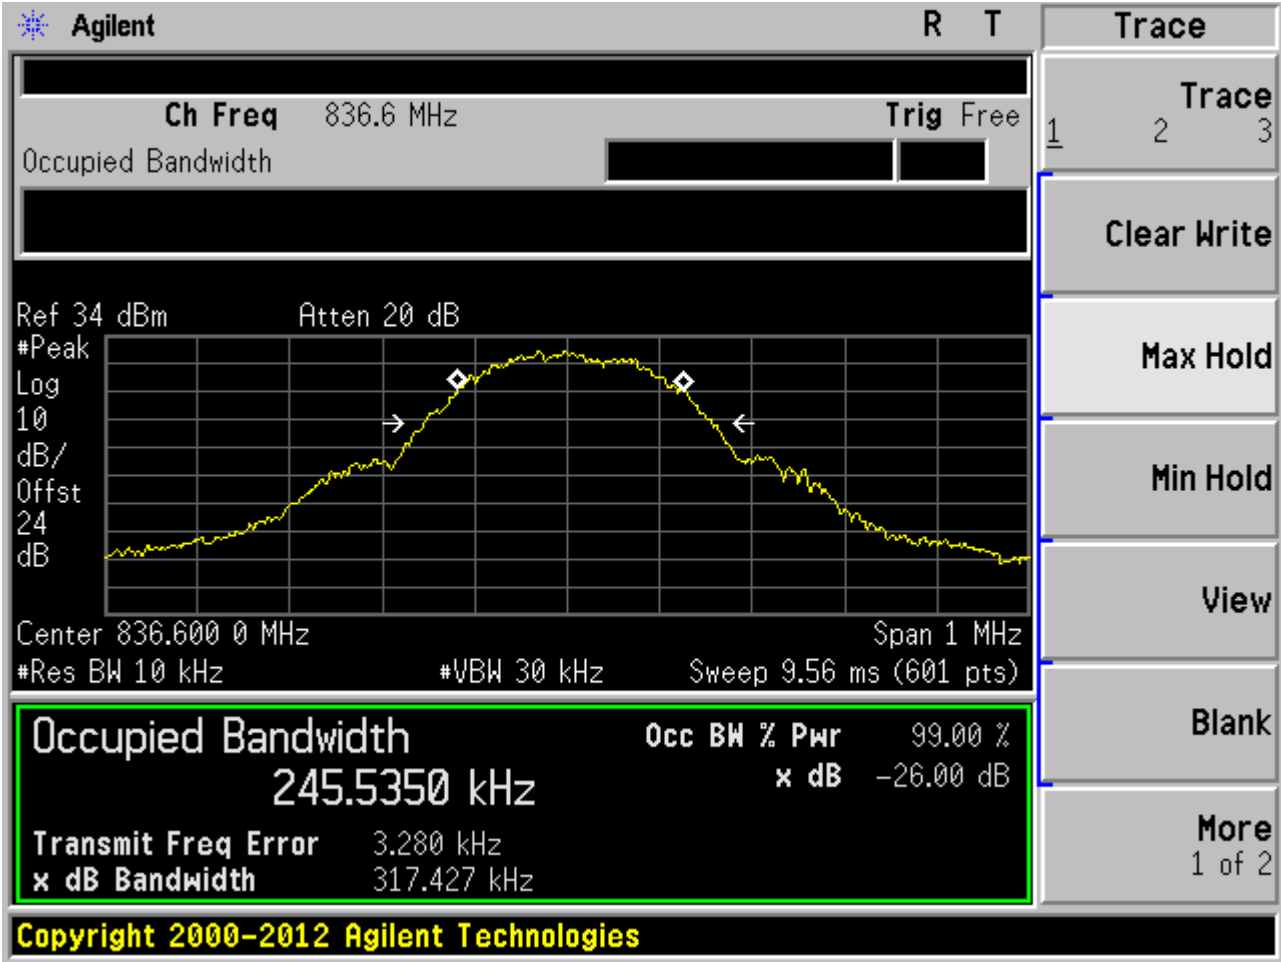 Agilent R T
Ch Freq 836.6 MHz Trig Free
Occupied Bandwidth
Ref 34 dBm Atten 20 dB
#Peak
Log
10
dB/
Offst
24
dB
Center 836.600 0 MHz Span 1 MHz
#Res BW 10 kHz #VBW 30 kHz Sweep 9.56 ms (601 pts)
Occupied Bandwidth Occ BW % Pwr 99.00 %
245.5350 kHz x dB -26.00 dB
Transmit Freq Error 3.280 kHz
x dB Bandwidth 317.427 kHz
Copyright 2000-2012 Agilent Technologies
Trace
Trace
1 2 3
Clear Write
Max Hold
Min Hold
View
Blank
More
1 of 2